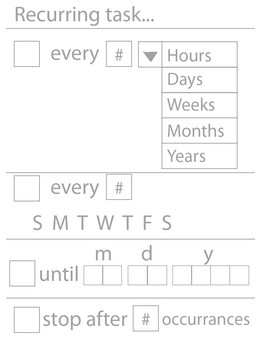 Recurring task...
every # Hours
Days
Weeks
Months
Years
every #
S M T W T F S
m d y
until
stop after # occurrances